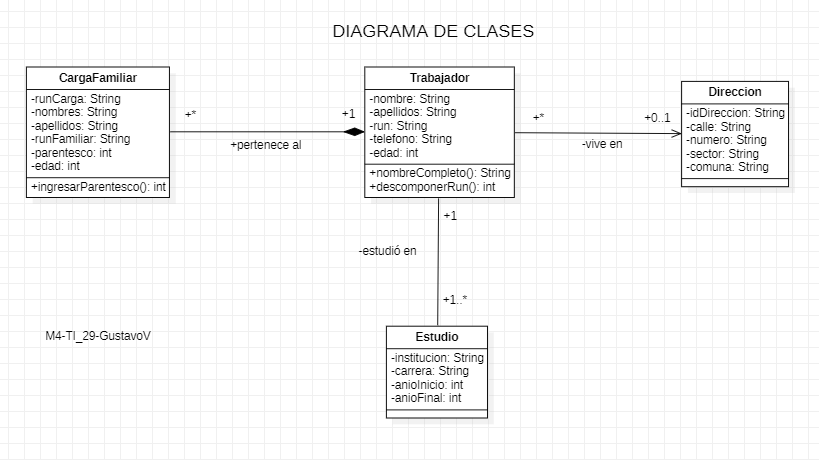 DIAGRAMA DE CLASES
CargaFamiliar
-runCarga: String
-nombres: String
-apellidos: String
-runFamiliar: String
-parentesco: int
-edad: int
+ingresarParentesco(): int
+*
+1
+pertenece al
Trabajador
-nombre: String
-apellidos: String
-run: String
-telefono: String
-edad: int
+nombreCompleto(): String
+descomponerRun(): int
+*
+0..1
-vive en
Direccion
-idDireccion: String
-calle: String
-numero: String
-sector: String
-comuna: String
+1
-estudió en
+1..*
M4-TI_29-GustavoV
Estudio
-institucion: String
-carrera: String
-anioInicio: int
-anioFinal: int